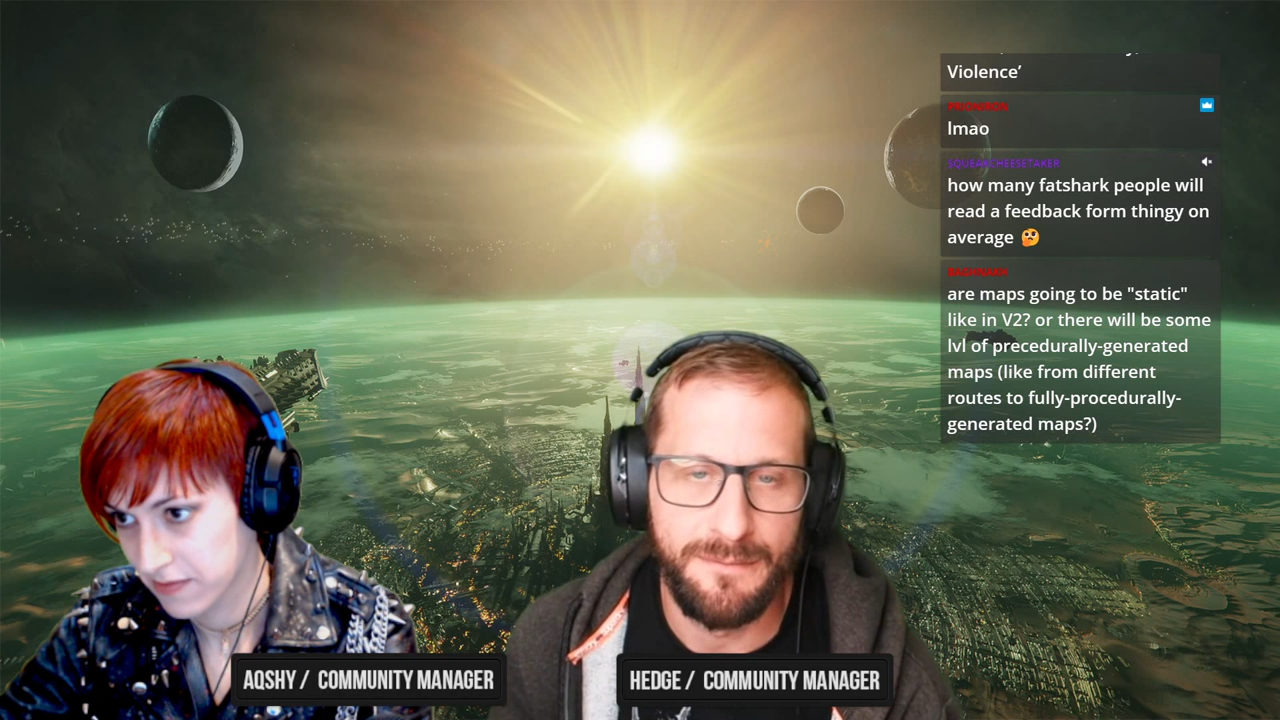 Violence’
lmao
SQUEAKCHEESETAKER
how many fatshark people will
read a feedback form thingy on
average 🤔
are maps going to be "static"
like in V2? or there will be some
lvl of precedurally-generated
maps (like from different
routes to fully-procedurally-
generated maps?)
AQSHY / COMMUNITY MANAGER
HEDGE / COMMUNITY MANAGER